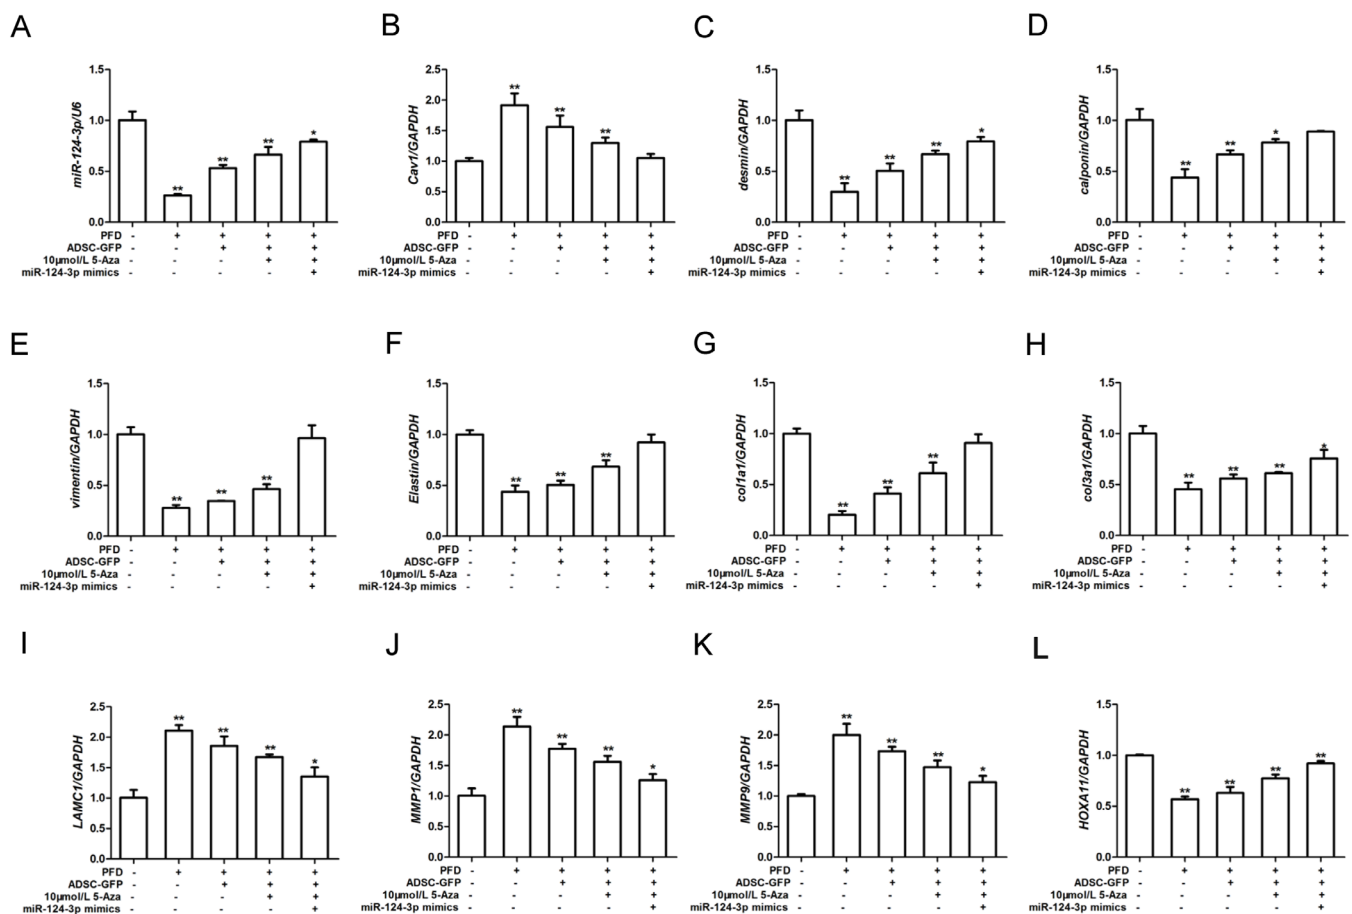 A
miR-124-3p/U6
1.5
1.0
0.5
0.0
** ** ** *
PFD - + + + +
ADSC-GFP - - + + +
10μmol/L 5-Aza - - - + +
miR-124-3p mimics - - - - +
B
Cav1/GAPDH
2.5
2.0
1.5
1.0
0.5
0.0
** ** **
- + + + +
- - + + +
- - - + +
- - - - +
C
desmin/GAPDH
1.5
1.0
0.5
0.0
** ** ** *
PFD - + + + +
ADSC-GFP - - + + +
10μmol/L 5-Aza - - - + +
miR-124-3p mimics - - - - +
D
calponin/GAPDH
1.5
1.0
0.5
0.0
** ** *
PFD - + + + +
ADSC-GFP - - + + +
10μmol/L 5-Aza - - - + +
miR-124-3p mimics - - - - +
E
vimentin/GAPDH
1.5
1.0
0.5
0.0
** ** **
PFD - + + + +
ADSC-GFP - - + + +
10μmol/L 5-Aza - - - + +
miR-124-3p mimics - - - - +
F
Elastin/GAPDH
1.5
1.0
0.5
0.0
** ** **
PFD - + + + +
ADSC-GFP - - + + +
10μmol/L 5-Aza - - - + +
miR-124-3p mimics - - - - +
G
col1a1/GAPDH
1.5
1.0
0.5
0.0
** ** **
PFD - + + + +
ADSC-GFP - - + + +
10μmol/L 5-Aza - - - + +
miR-124-3p mimics - - - - +
H
col3a1/GAPDH
1.5
1.0
0.5
0.0
** ** ** *
PFD - + + + +
ADSC-GFP - - + + +
10μmol/L 5-Aza - - - + +
miR-124-3p mimics - - - - +
I
LAMC1/GAPDH
2.5
2.0
1.5
1.0
0.5
0.0
** ** ** *
PFD - + + + +
ADSC-GFP - - + + +
10μmol/L 5-Aza - - - + +
miR-124-3p mimics - - - - +
J
MMP1/GAPDH
2.5
2.0
1.5
1.0
0.5
0.0
** ** ** *
PFD - + + + +
ADSC-GFP - - + + +
10μmol/L 5-Aza - - - + +
miR-124-3p mimics - - - - +
K
MMP9/GAPDH
2.5
2.0
1.5
1.0
0.5
0.0
** ** ** *
PFD - + + + +
ADSC-GFP - - + + +
10μmol/L 5-Aza - - - + +
miR-124-3p mimics - - - - +
L
HOXA11/GAPDH
1.5
1.0
0.5
0.0
** ** ** **
PFD - + + + +
ADSC-GFP - - + + +
10μmol/L 5-Aza - - - + +
miR-124-3p mimics - - - - +